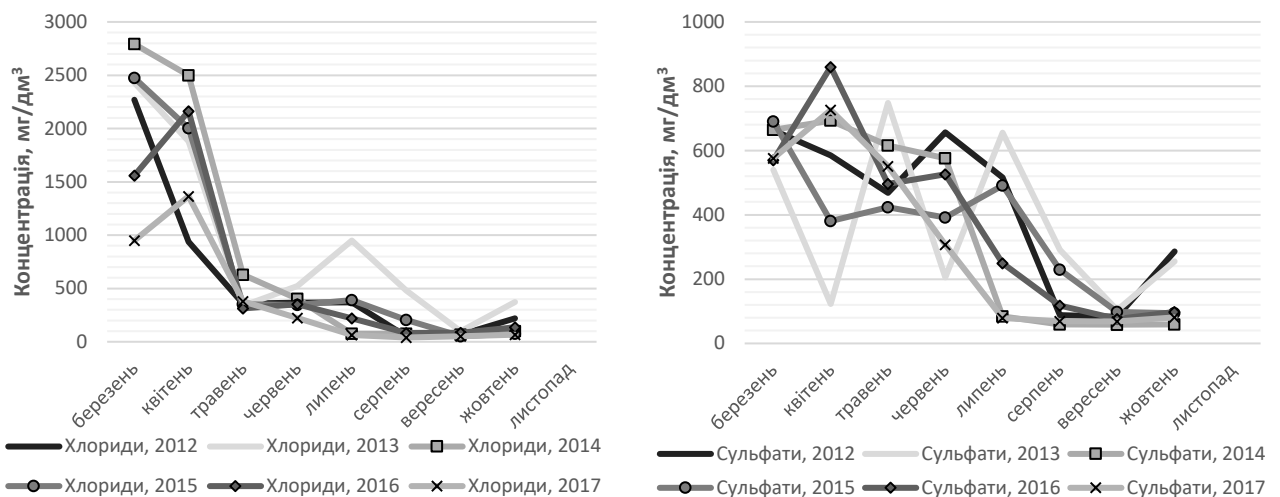 Концентрація, мг/дм³
3000
2500
2000
1500
1000
500
0
березень
квітень
травень
червень
липень
серпень
вересень
жовтень
листопад
Хлориди, 2012
Хлориди, 2013
Хлориди, 2014
Хлориди, 2015
Хлориди, 2016
Хлориди, 2017
Концентрація, мг/дм³
1000
800
600
400
200
0
березень
квітень
травень
червень
липень
серпень
вересень
жовтень
листопад
Сульфати, 2012
Сульфати, 2013
Сульфати, 2014
Сульфати, 2015
Сульфати, 2016
Сульфати, 2017